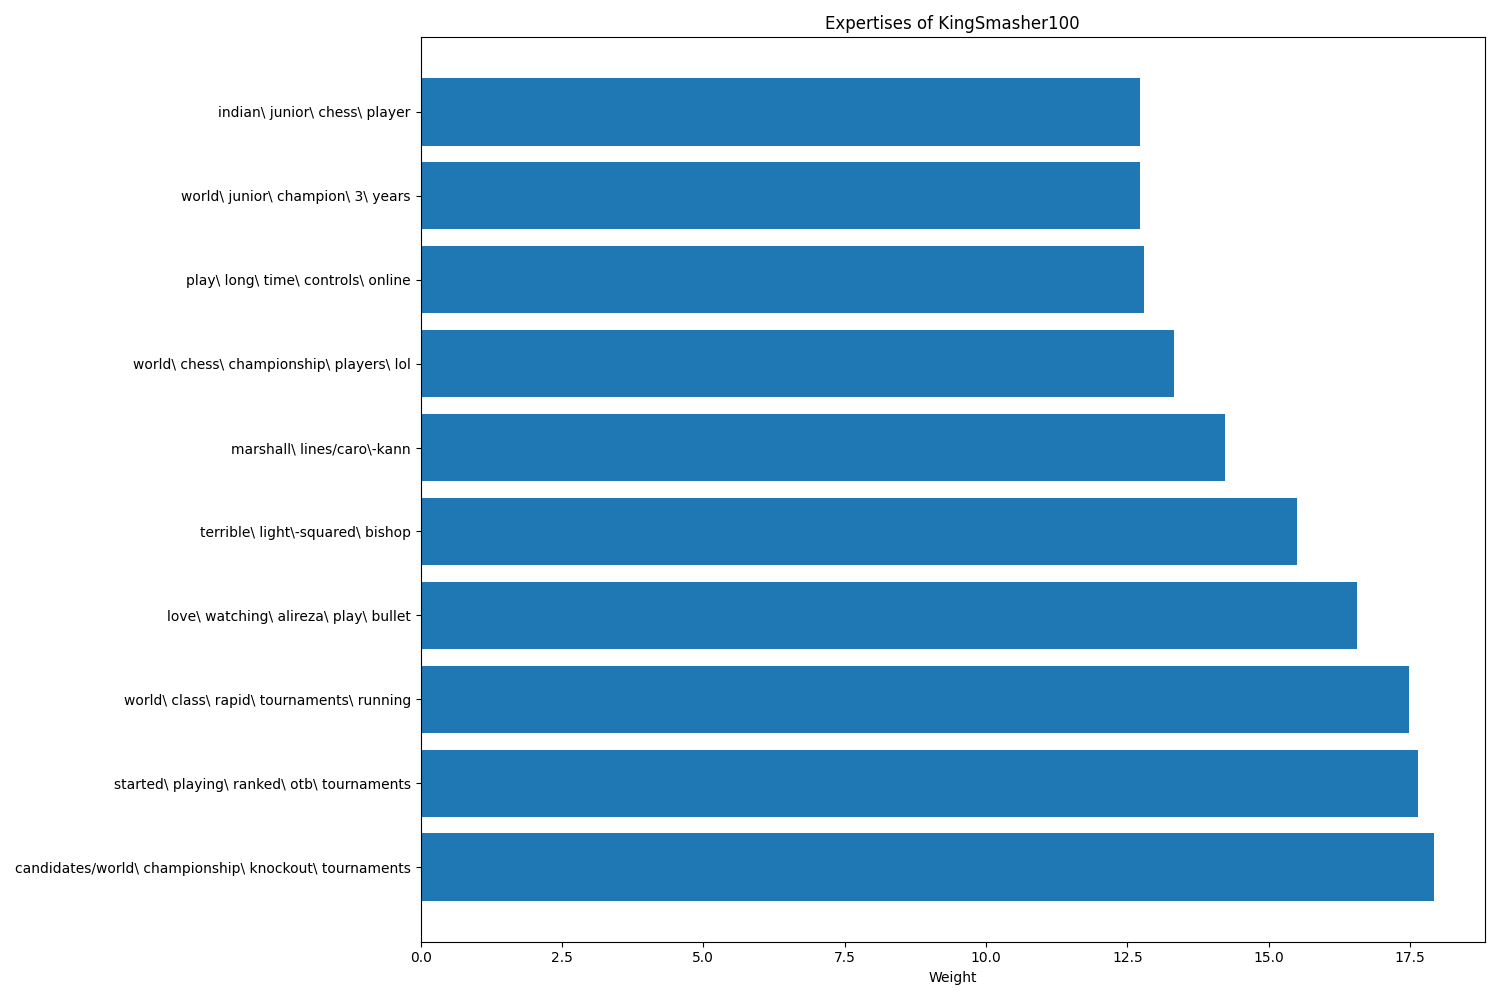 Expertises of KingSmasher100
indian\ junior\ chess\ player
world\ junior\ champion\ 3\ years
play\ long\ time\ controls\ online
world\ chess\ championship\ players\ lol
marshall\ lines/caro\-kann
terrible\ light\-squared\ bishop
love\ watching\ alireza\ play\ bullet
world\ class\ rapid\ tournaments\ running
started\ playing\ ranked\ otb\ tournaments
candidates/world\ championship\ knockout\ tournaments
0.0 2.5 5.0 7.5 10.0 12.5 15.0 17.5
Weight